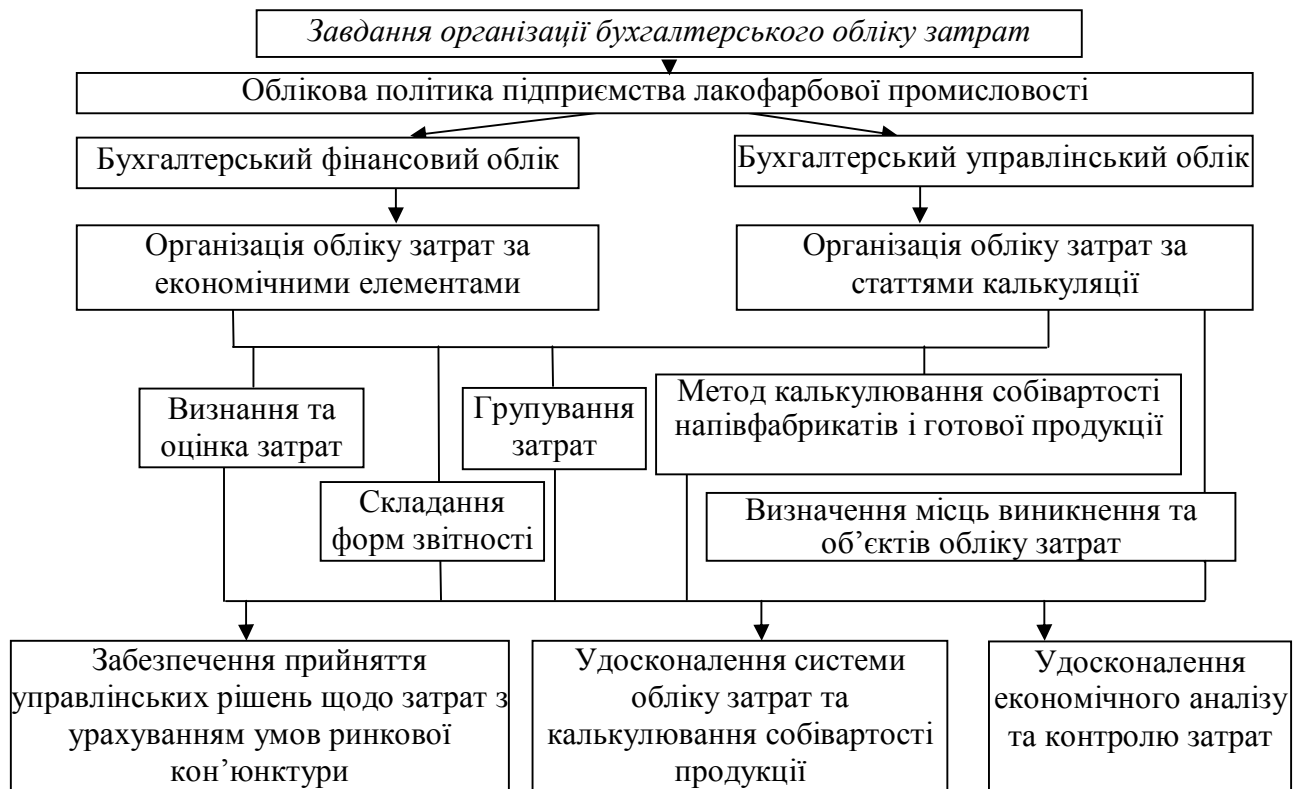 Завдання організації бухгалтерського обліку затрат
Облікова політика підприємства лакофарбової промисловості
Бухгалтерський фінансовий облік
Бухгалтерський управлінський облік
Організація обліку затрат за
економічними елементами
Організація обліку затрат за
статтями калькуляції
Визнання та
оцінка затрат
Групування
затрат
Метод калькулювання собівартості
напівфабрикатів і готової продукції
Складання
форм звітності
Визначення місць виникнення та
об’єктів обліку затрат
Забезпечення прийняття
управлінських рішень щодо затрат з
урахуванням умов ринкової
кон’юнктури
Удосконалення системи
обліку затрат та
калькулювання собівартості
продукції
Удосконалення
економічного аналізу
та контролю затрат